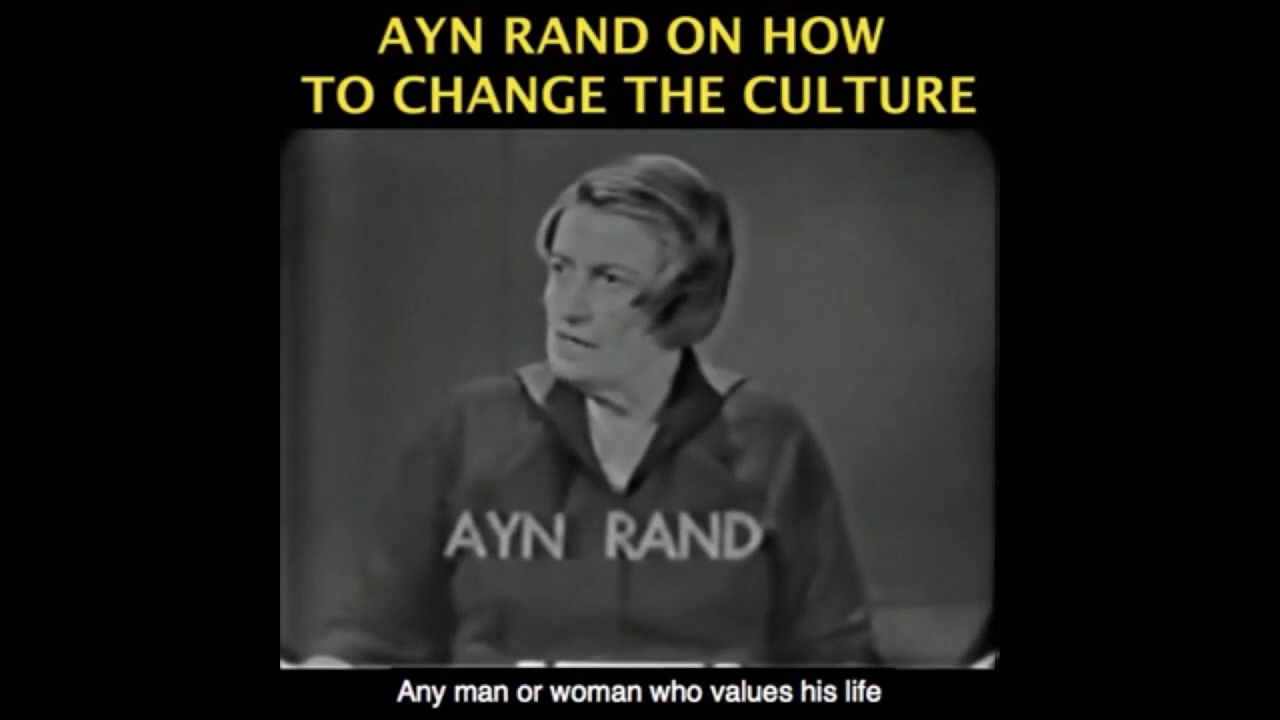 AYN RAND ON HOW
TO CHANGE THE CULTURE
AYN RAND
Any man or woman who values his life